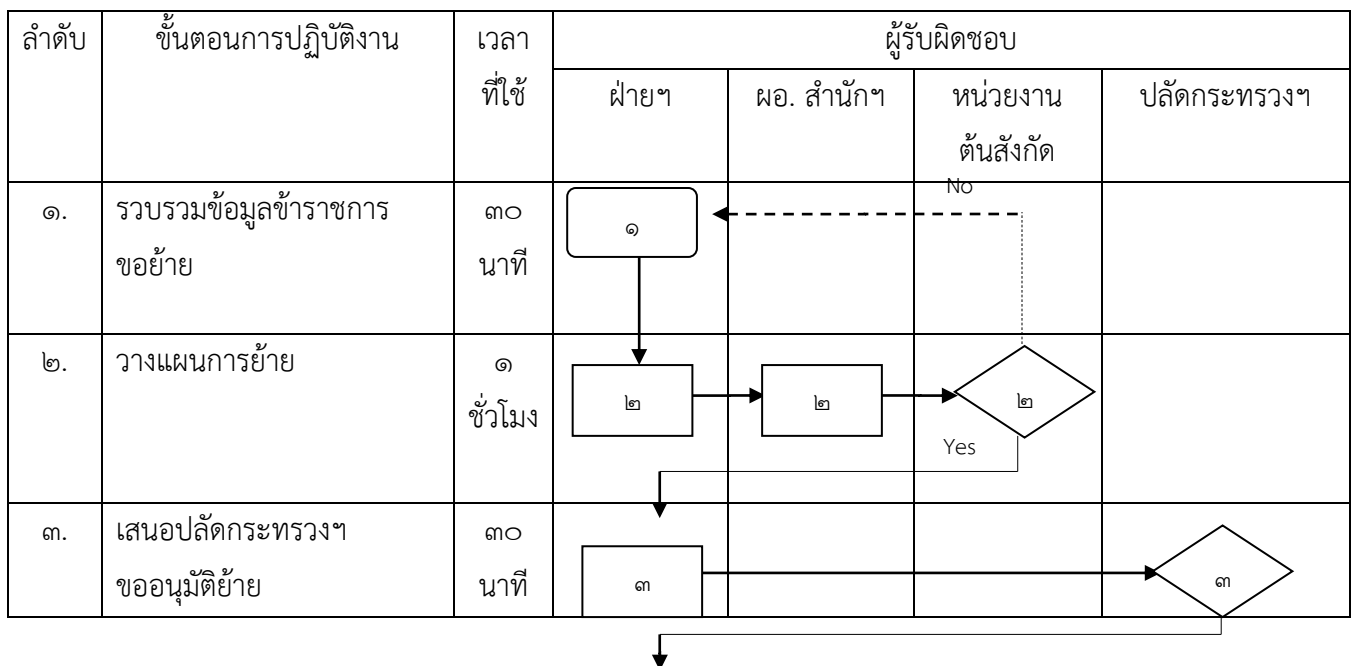 ลำดับ ขั้นตอนการปฏิบัติงาน เวลา ผู้รับผิดชอบ
ที่ใช้ ฝ่ายฯ ผอ. สำนักฯ หน่วยงาน ปลัดกระทรวงฯ
ต้นสังกัด
No
๑. รวบรวมข้อมูลข้าราชการ ๓๐ ๑
ขอย้าย นาที
๒. วางแผนการย้าย ๑
ชั่วโมง ๒ ๒ ๒
Yes
๓. เสนอปลัดกระทรวงฯ ๓๐
ขออนุมัติย้าย นาที ๓ ๓